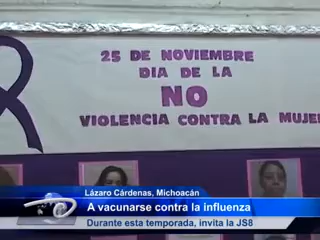 25 DE NOVIEMBRE
DIA DE LA
NO
VIOLENCIA CONTRA LA MUJE
Lázaro Cárdenas, Michoacán
A vacunarse contra la influenza
Durante esta temporada, invita la JS8